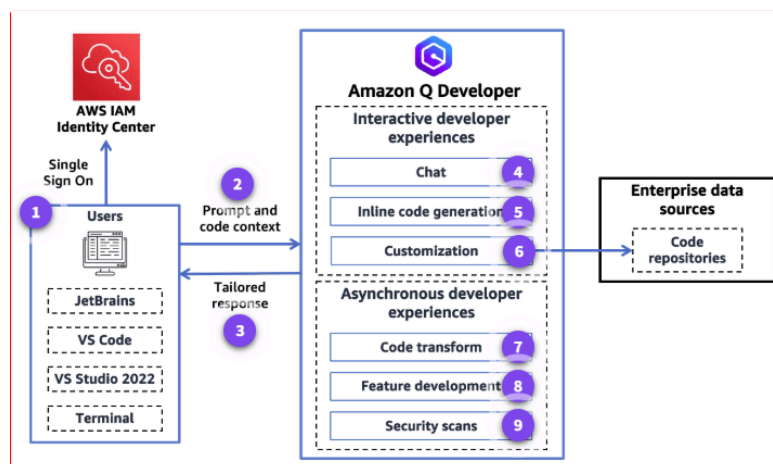 AWS IAM
Identity Center
Single
Sign On
1
Users
JetBrains
VS Code
VS Studio 2022
Terminal
2
Prompt and
code context
Tailored
response
3
Amazon Q Developer
Interactive developer
experiences
Chat
4
Inline code generation
5
Customization
6
Asynchronous developer
experiences
Code transform
7
Feature development
8
Security scans
9
Enterprise data
sources
Code
repositories